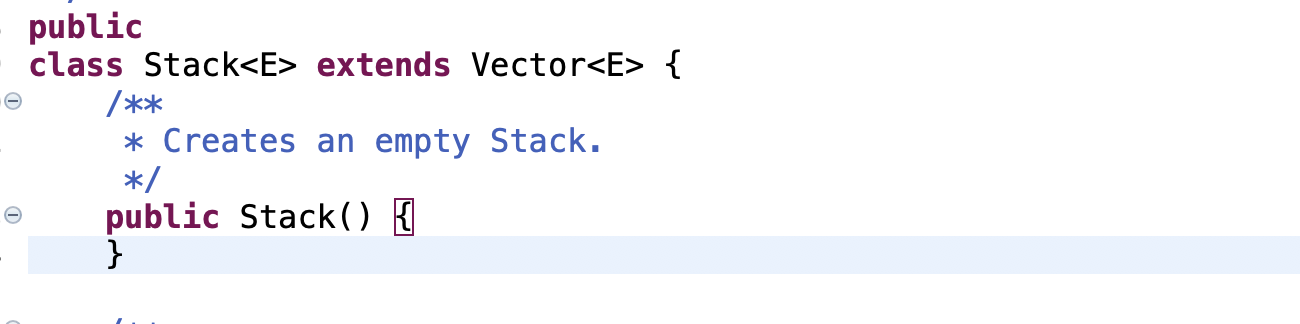 public
class Stack<E> extends Vector<E> {
/**
* Creates an empty Stack.
*/
public Stack() {
}